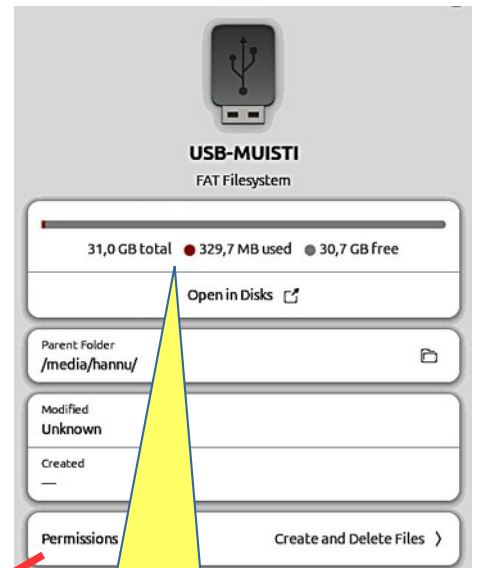 USB-MUISTI
FAT Filesystem
31,0 GB total 329,7 MB used 30,7 GB free
Open in Disks
Parent Folder
/media/hannu/
Modified
Unknown
Created
—
Permissions Create and Delete Files